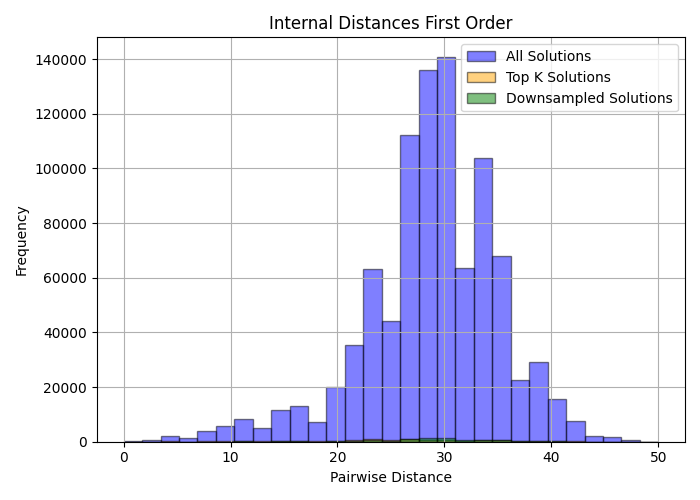 Internal Distances First Order
All Solutions
Top K Solutions
Downsampled Solutions
Frequency
140000
120000
100000
80000
60000
40000
20000
0
0 10 20 30 40 50
Pairwise Distance